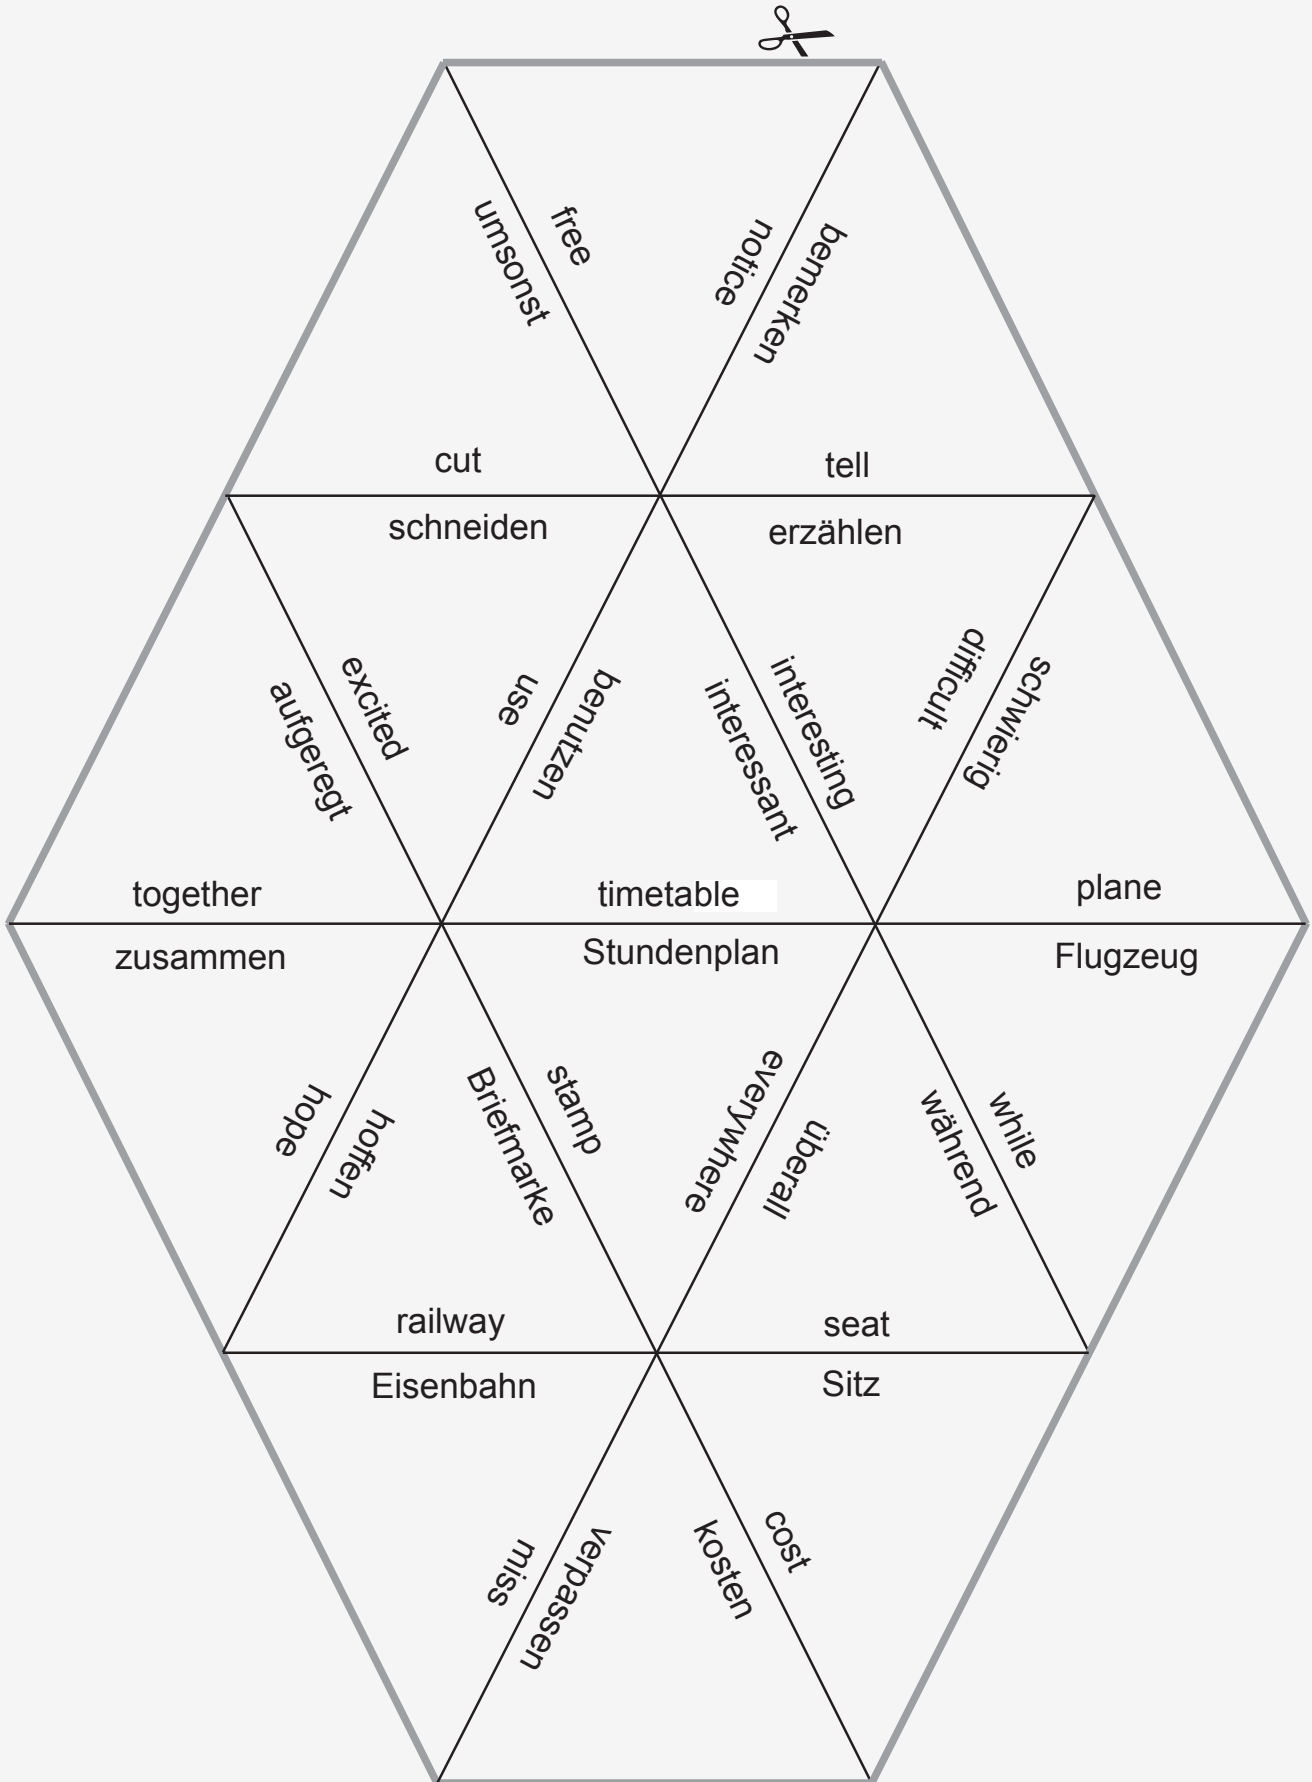 free
umsonst
notice
bemerken
cut
tell
schneiden
erzählen
excited
aufgeregt
use
benutzen
interesting
interessant
difficult
schwierig
together
timetable
plane
zusammen
Stundenplan
Flugzeug
hope
hoffen
stamp
Briefmarke
everywhere
überall
while
während
railway
seat
Eisenbahn
Sitz
miss
verpassen
cost
kosten